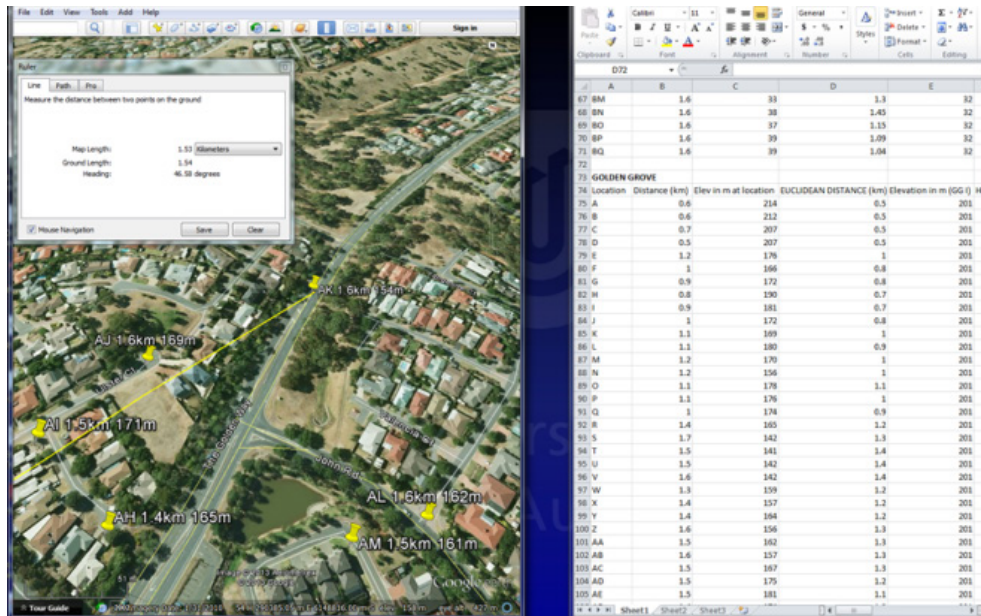 File Edit View Tools Add Help
Sign in
Ruler
Line Path Pro
Measure the distance between two points on the ground
Map Length: 1.53 Kilometers
Ground Length: 1.54
Heading: 46.58 degrees
Mouse Navigation Save Clear
AK 1.6km 154m
AJ 1.6km 169m
AI 1.5km 171m
AH 1.4km 165m
AL 1.6km 162m
AM 1.5km 161m
John Rd
Valencia St
Google
Tour Guide
Calibri 11 General
Paste Styles
Insert
Delete
Format
Clipboard Font Alignment Number Cells Editing
D72 fx
A B C D E
67 BM 1.6 33 1.3 32
68 BN 1.6 38 1.45 32
69 BO 1.6 37 1.15 32
70 BP 1.6 39 1.09 32
71 BQ 1.6 39 1.04 32
72
73 GOLDEN GROVE
74 Location Distance (km) Elev in m at location EUCLIDEAN DISTANCE (km) Elevation in m (GG I) H
75 A 0.6 214 0.5 201
76 B 0.6 212 0.5 201
77 C 0.7 207 0.5 201
78 D 0.5 207 0.5 201
79 E 1.2 176 1 201
80 F 1 166 0.8 201
81 G 0.9 172 0.8 201
82 H 0.8 190 0.7 201
83 I 0.9 181 0.7 201
84 J 1 172 0.8 201
85 K 1.1 169 1 201
86 L 1.1 180 0.9 201
87 M 1.2 170 1 201
88 N 1.2 156 1 201
89 O 1.1 178 1.1 201
90 P 1.1 176 1 201
91 Q 1 174 0.9 201
92 R 1.4 165 1.2 201
93 S 1.7 142 1.3 201
94 T 1.5 141 1.4 201
95 U 1.5 142 1.4 201
96 V 1.6 142 1.4 201
97 W 1.3 159 1.2 201
98 X 1.4 157 1.2 201
99 Y 1.4 164 1.2 201
100 Z 1.6 156 1.3 201
101 AA 1.5 162 1.3 201
102 AB 1.6 157 1.3 201
103 AC 1.5 167 1.3 201
104 AD 1.5 175 1.2 201
105 AE 1.5 181 1.1 201
Sheet1 Sheet2 Sheet3